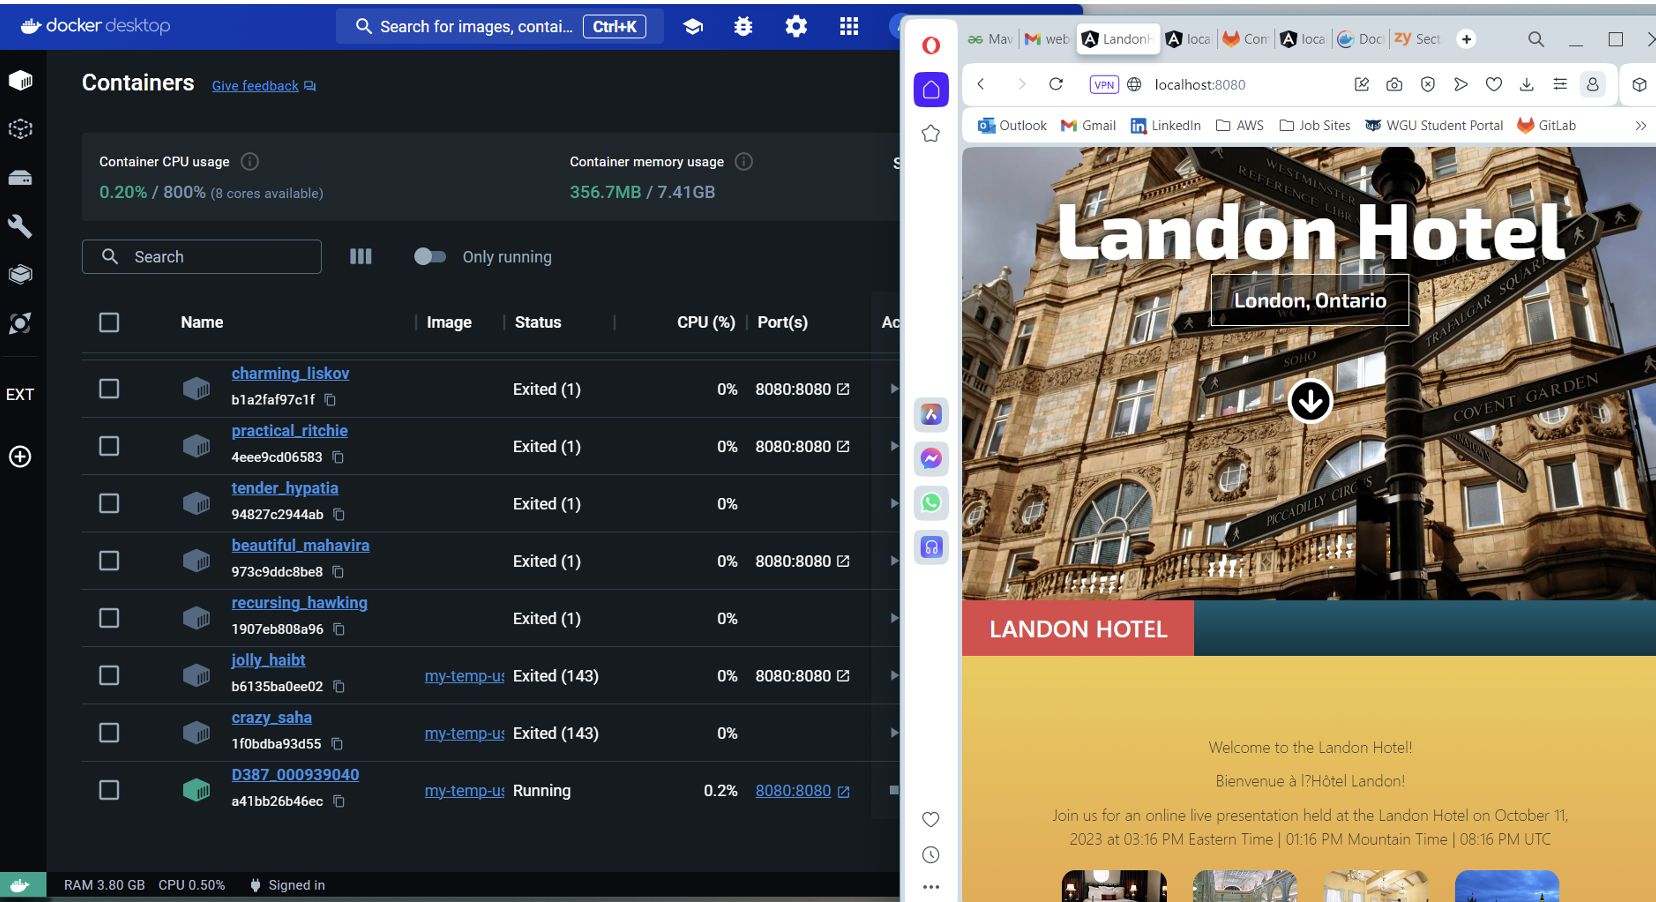 docker desktop
Search for images, contai... Ctrl+K
Containers Give feedback
Container CPU usage
0.20% / 800% (8 cores available)
Container memory usage
356.7MB / 7.41GB
Search
Only running
Name Image Status CPU (%) Port(s) Ac
charming_liskov
b1a2faf97c1f
Exited (1) 0% 8080:8080
practical_ritchie
4eee9cd06583
Exited (1) 0% 8080:8080
tender_hypatia
94827c2944ab
Exited (1) 0%
beautiful_mahavira
973c9ddc8be8
Exited (1) 0% 8080:8080
recursing_hawking
1907eb808a96
Exited (1) 0%
jolly_haibt
b6135ba0ee02
my-temp-us Exited (143) 0% 8080:8080
crazy_saha
1f0bdba93d55
my-temp-us Exited (143) 0%
D387_000939040
a41bb26b46ec
my-temp-us Running 0.2% 8080:8080
EXT
RAM 3.80 GB CPU 0.50% Signed in
Mav web LandonH loca Com loca Doc zy Sect
VPN localhost:8080
Outlook Gmail LinkedIn AWS Job Sites WGU Student Portal GitLab
WESTMINSTER
REFERENCE LIBRA
Landon Hotel
London, Ontario
TRAFALGAR SQUARE
WC
SOHO
COVENT GARDEN
PICCADILLY CIRCUS
LANDON HOTEL
Welcome to the Landon Hotel!
Bienvenue à l?Hôtel Landon!
Join us for an online live presentation held at the Landon Hotel on October 11,
2023 at 03:16 PM Eastern Time | 01:16 PM Mountain Time | 08:16 PM UTC